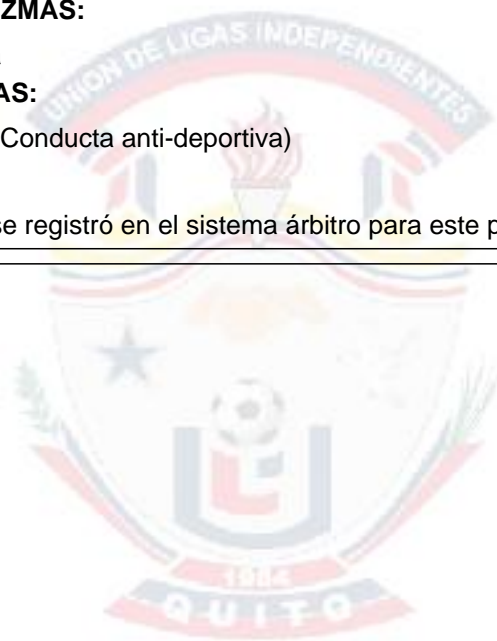 ZMAS:
AS:
Conducta anti-deportiva)
se registró en el sistema árbitro para este p
UNION DE LIGAS INDEPENDIENTES
1984
QUITO